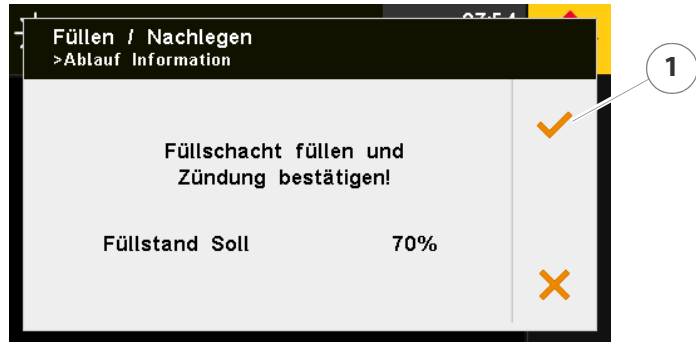 Füllen / Nachlegen
>Ablauf Information
1
Füllschacht füllen und
Zündung bestätigen!
Füllstand Soll 70%